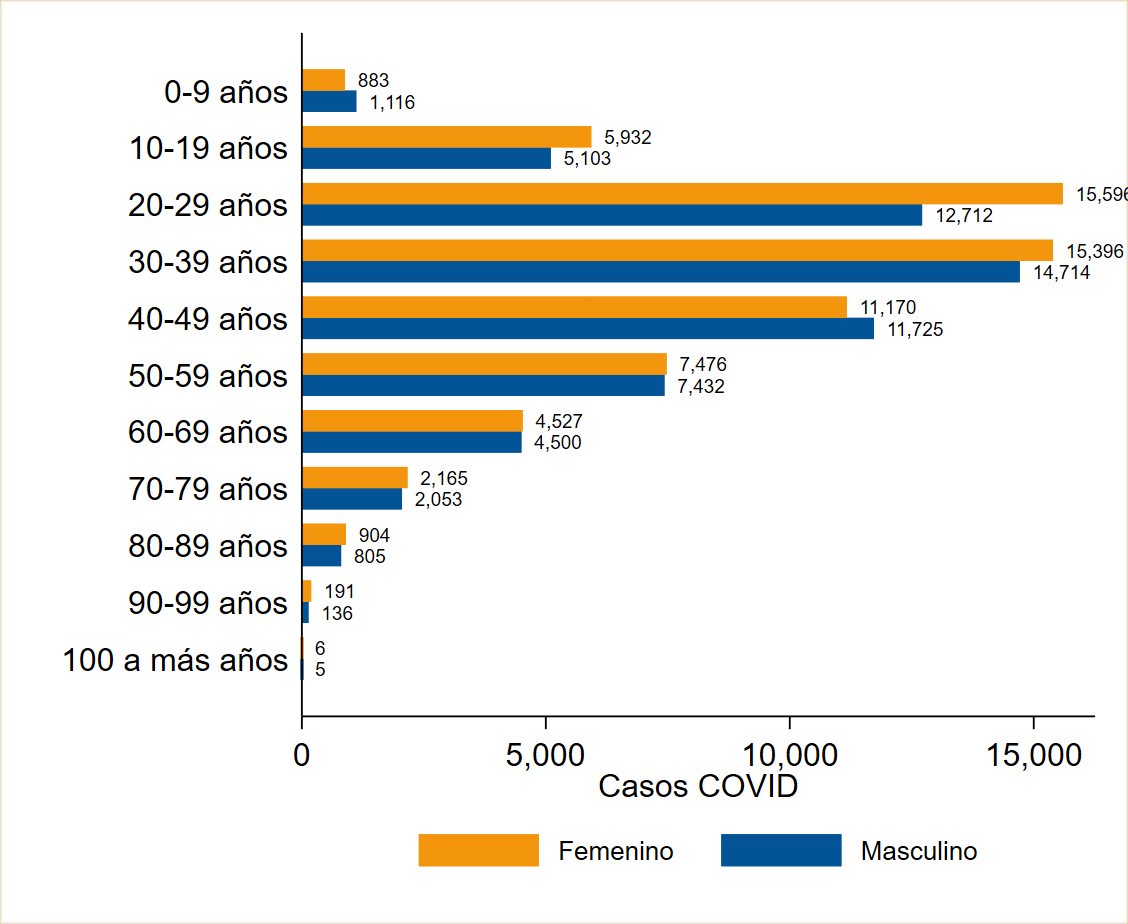 0-9 años
883
1,116
10-19 años
5,932
5,103
20-29 años
15,596
12,712
30-39 años
15,396
14,714
40-49 años
11,170
11,725
50-59 años
7,476
7,432
60-69 años
4,527
4,500
70-79 años
2,165
2,053
80-89 años
904
805
90-99 años
191
136
100 a más años
6
5
0 5,000 10,000 15,000
Casos COVID
Femenino Masculino